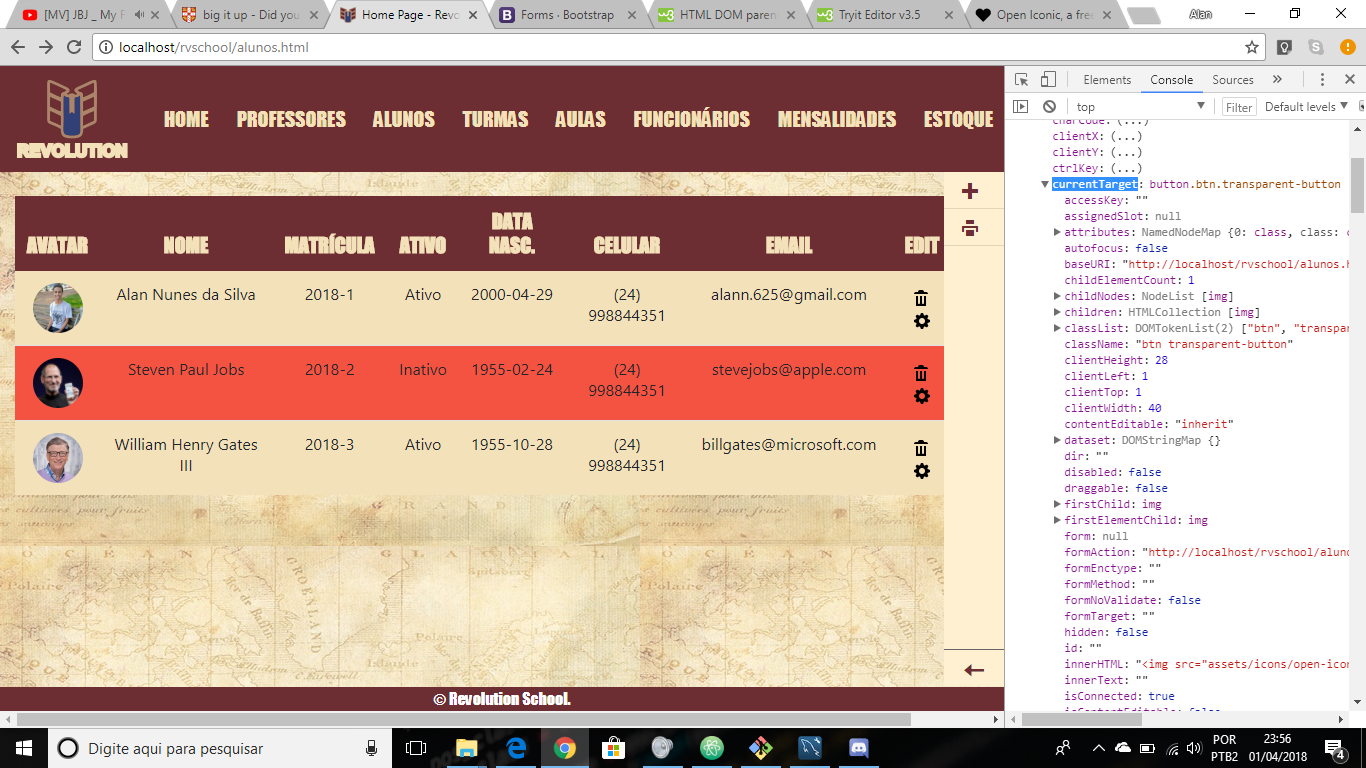 [MV] JBJ _ My F
big it up - Did you
Home Page - Revo
Forms · Bootstrap
HTML DOM paren
Tryit Editor v3.5
Open Iconic, a free
Alan
localhost/rvschool/alunos.html
REVOLUTION
HOME PROFESSORES ALUNOS TURMAS AULAS FUNCIONÁRIOS MENSALIDADES ESTOQUE
AVATAR NOME MATRÍCULA ATIVO DATA NASC. CELULAR EMAIL EDIT
Alan Nunes da Silva 2018-1 Ativo 2000-04-29 (24) 998844351 alann.625@gmail.com
Steven Paul Jobs 2018-2 Inativo 1955-02-24 (24) 998844351 stevejobs@apple.com
William Henry Gates III 2018-3 Ativo 1955-10-28 (24) 998844351 billgates@microsoft.com
© Revolution School.
Elements Console Sources »
top Filter Default levels
charCode: (...)
clientX: (...)
clientY: (...)
ctrlKey: (...)
currentTarget: button.btn.transparent-button
accessKey: ""
assignedSlot: null
attributes: NamedNodeMap {0: class, class: c
autofocus: false
baseURI: "http://localhost/rvschool/alunos.h
childElementCount: 1
childNodes: NodeList [img]
children: HTMLCollection [img]
classList: DOMTokenList(2) ["btn", "transpar
className: "btn transparent-button"
clientHeight: 28
clientLeft: 1
clientTop: 1
clientWidth: 40
contentEditable: "inherit"
dataset: DOMStringMap {}
dir: ""
disabled: false
draggable: false
firstChild: img
firstElementChild: img
form: null
formAction: "http://localhost/rvschool/aluno
formEnctype: ""
formMethod: ""
formNoValidate: false
formTarget: ""
hidden: false
id: ""
innerHTML: "<img src="assets/icons/open-icon
innerText: ""
isConnected: true
isContentEditable: false
Digite aqui para pesquisar
POR
PTB2
23:56
01/04/2018
4